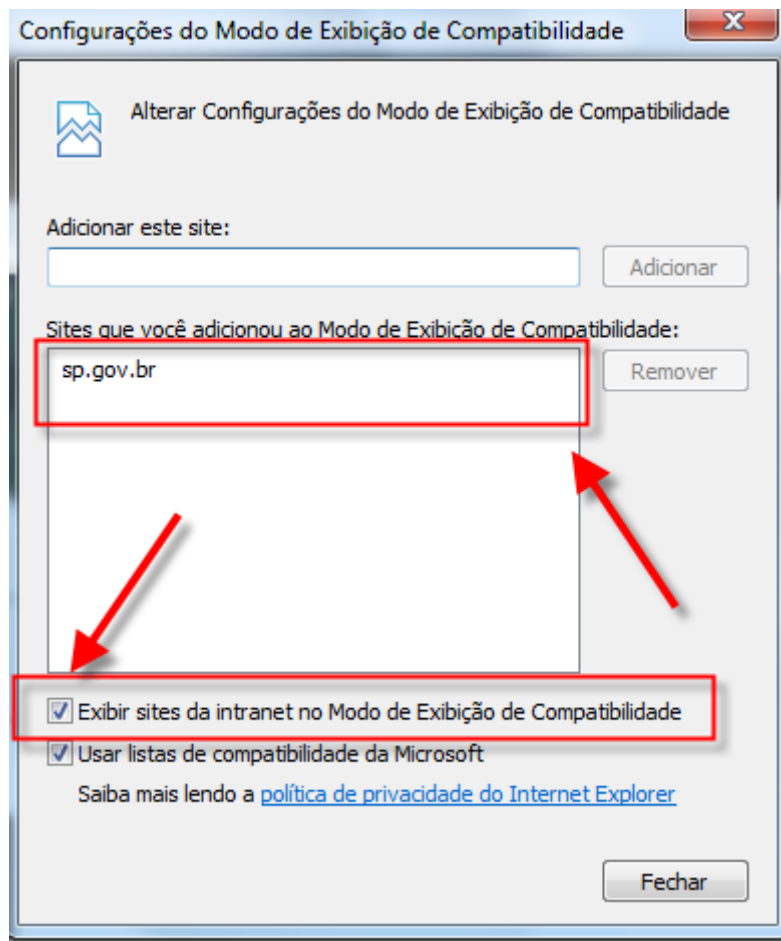 Configurações do Modo de Exibição de Compatibilidade
Alterar Configurações do Modo de Exibição de Compatibilidade
Adicionar este site:
Adicionar
Sites que você adicionou ao Modo de Exibição de Compatibilidade:
sp.gov.br
Remover
Exibir sites da intranet no Modo de Exibição de Compatibilidade
Usar listas de compatibilidade da Microsoft
Saiba mais lendo a política de privacidade do Internet Explorer
Fechar